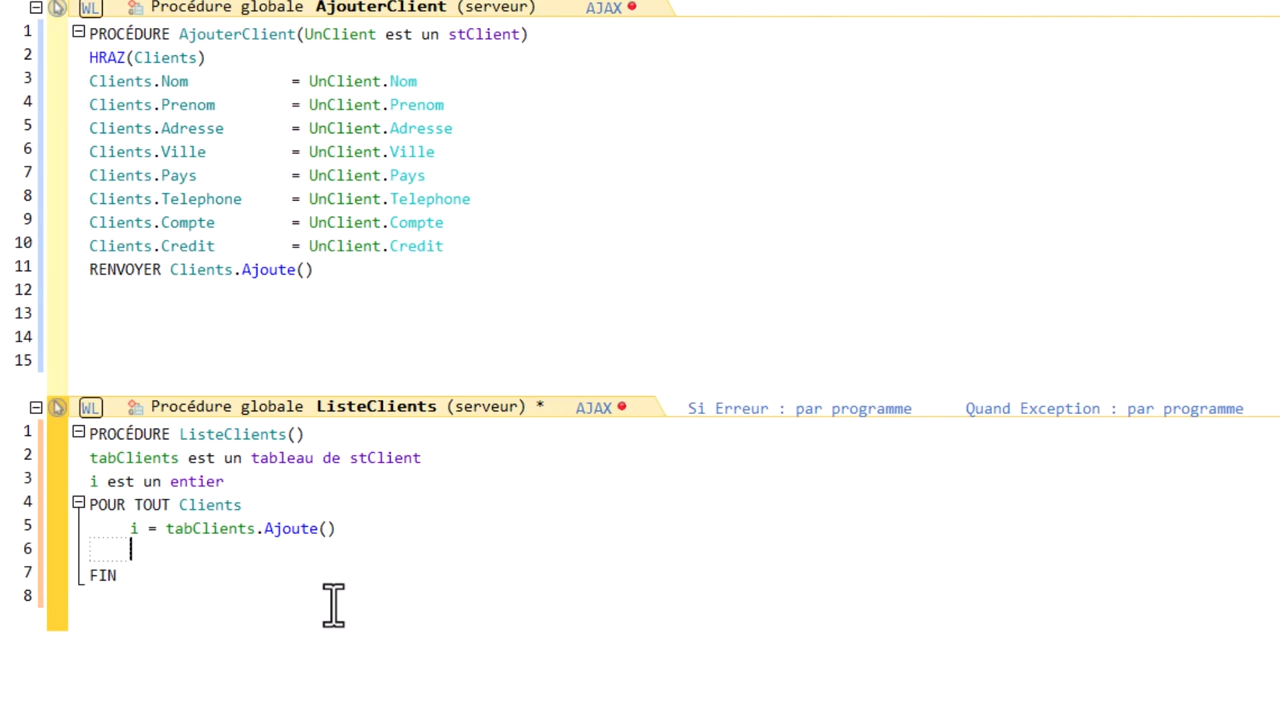 WL Procédure globale AjouterClient (serveur) AJAX
1 PROCÉDURE AjouterClient(UnClient est un stClient)
2 HRAZ(Clients)
3 Clients.Nom = UnClient.Nom
4 Clients.Prenom = UnClient.Prenom
5 Clients.Adresse = UnClient.Adresse
6 Clients.Ville = UnClient.Ville
7 Clients.Pays = UnClient.Pays
8 Clients.Telephone = UnClient.Telephone
9 Clients.Compte = UnClient.Compte
10 Clients.Credit = UnClient.Credit
11 RENVOYER Clients.Ajoute()
12
13
14
15
WL Procédure globale ListeClients (serveur) * AJAX Si Erreur : par programme Quand Exception : par programme
1 PROCÉDURE ListeClients()
2 tabClients est un tableau de stClient
3 i est un entier
4 POUR TOUT Clients
5 i = tabClients.Ajoute()
6
7 FIN
8